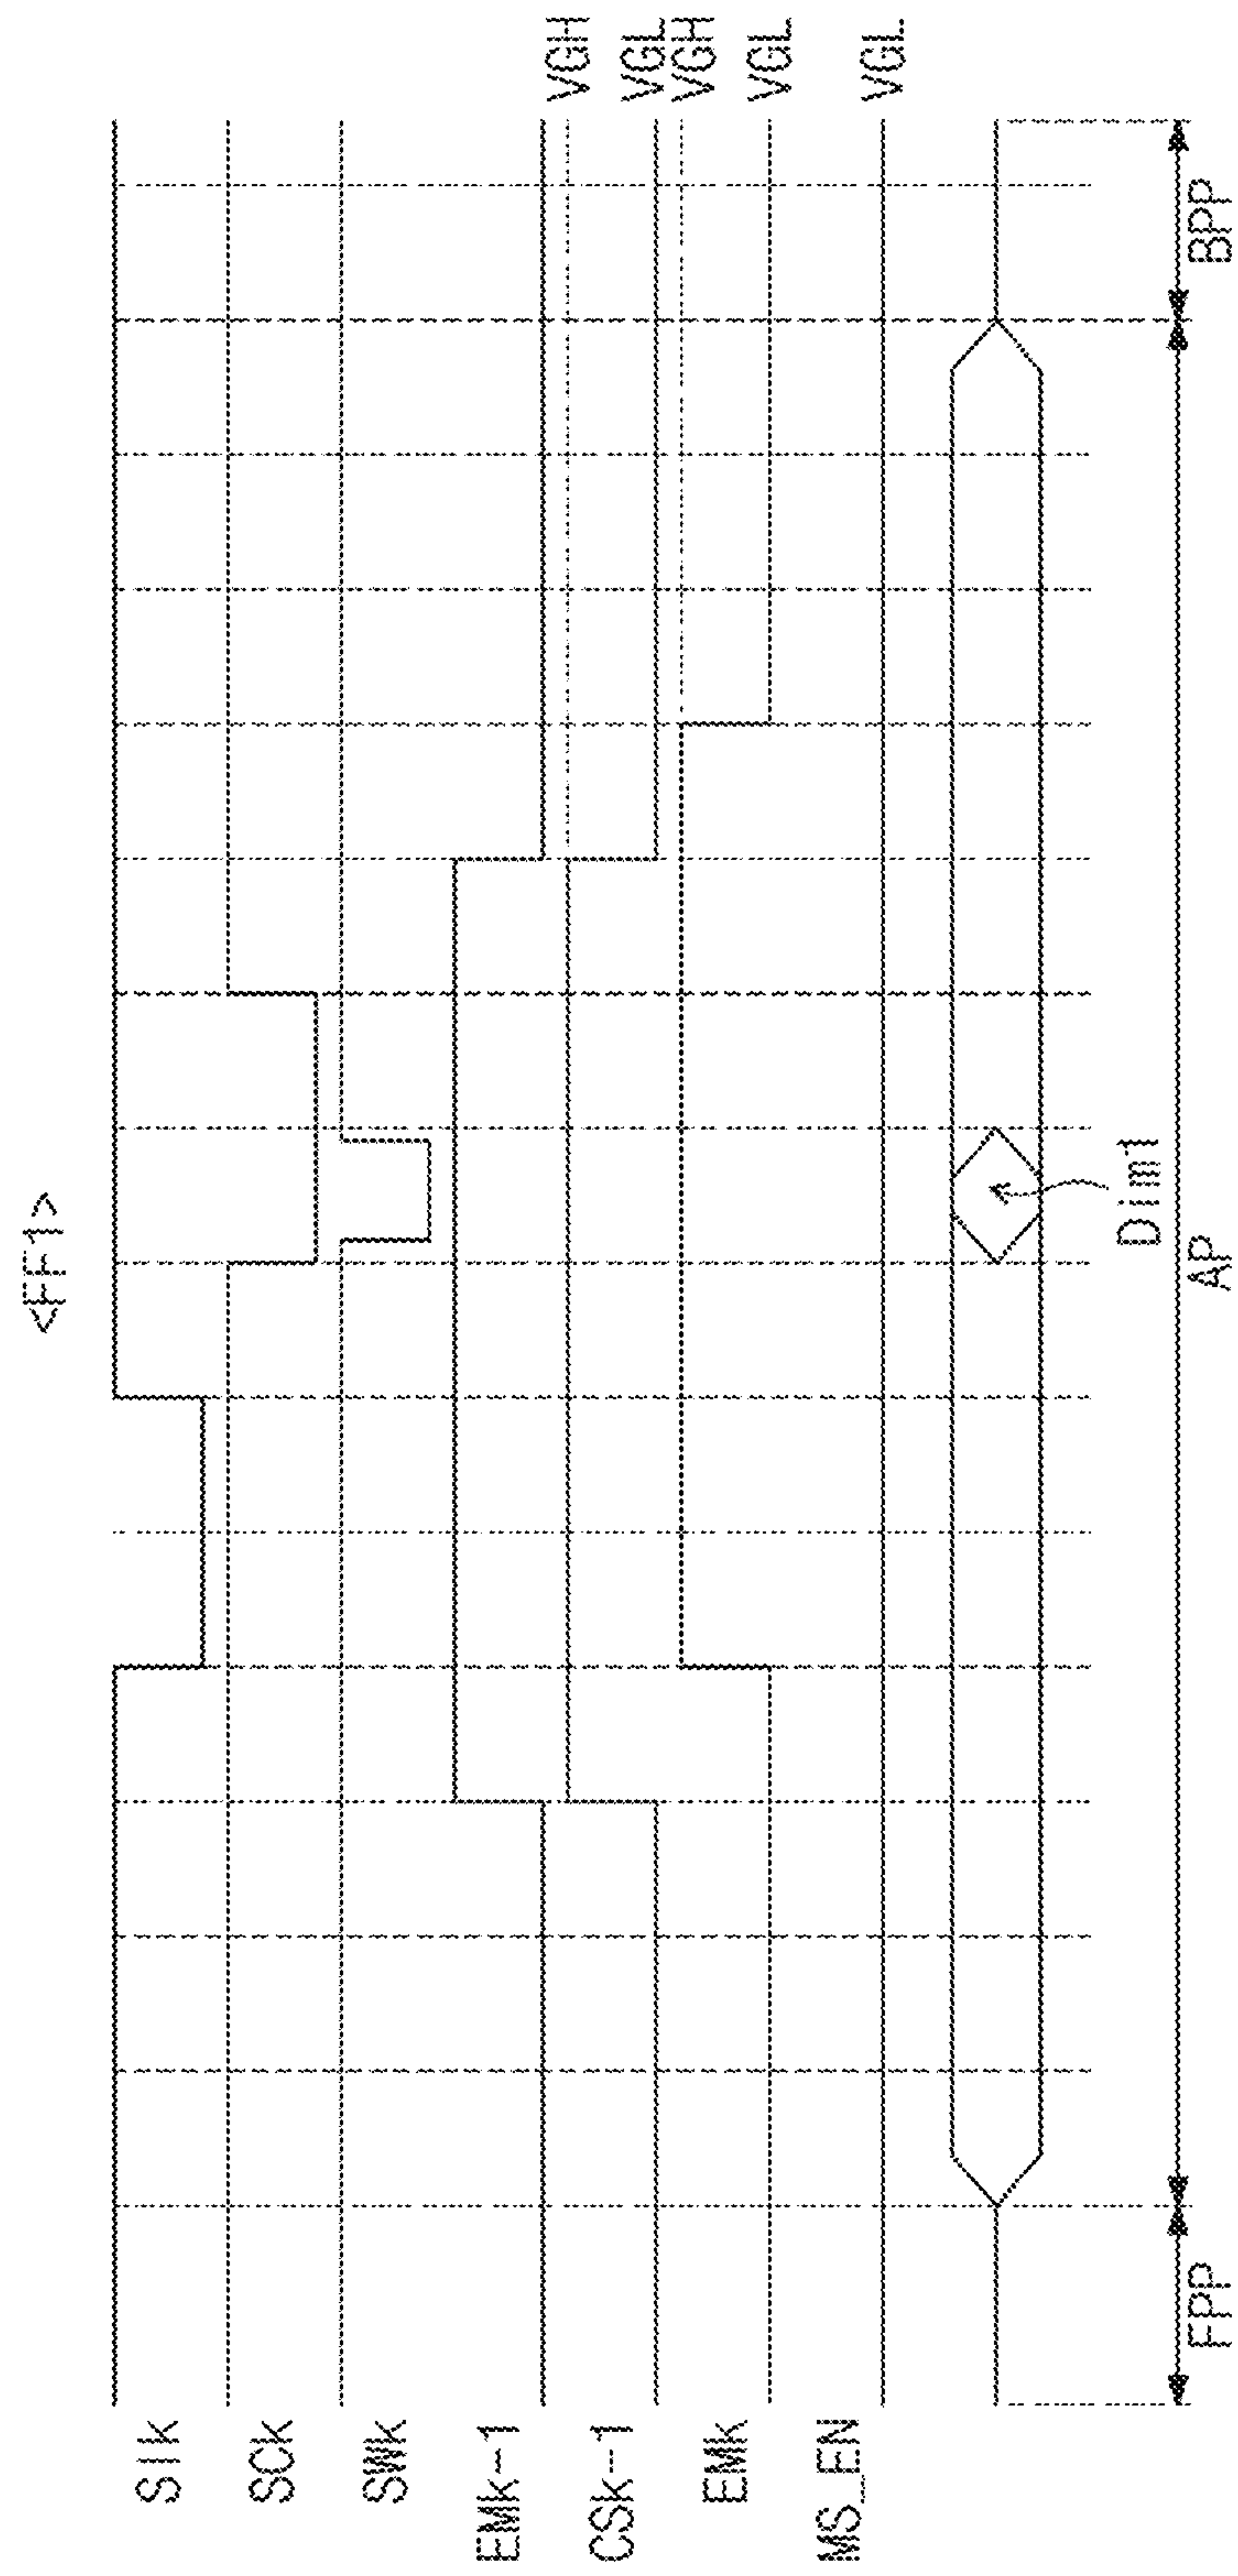 <FF1>
SIk
SCk
SWk
EMk-1
CSk-1
VGH
VGL
EMk
VGH
VGL
MS_EN
VGL
Dim1
FPP
AP
BPP